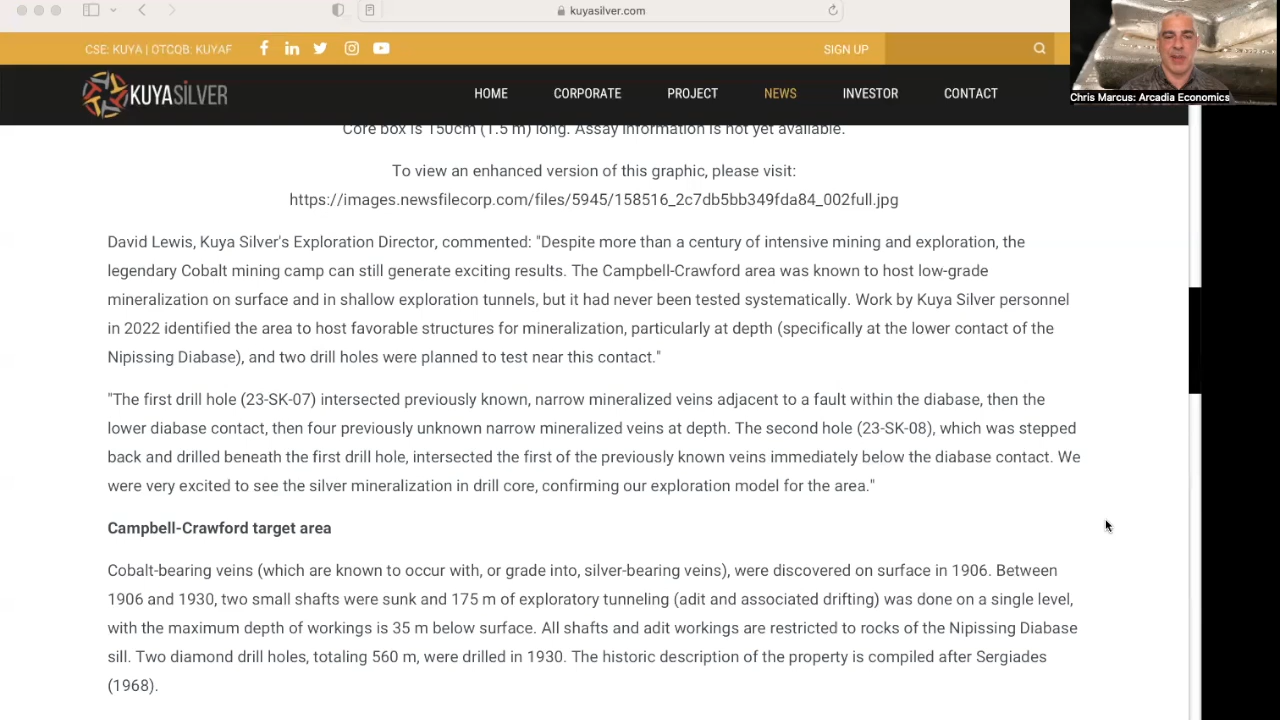 kuyasilver.com
CSE: KUYA | OTCQB: KUYAF
SIGN UP
KUYASILVER
HOME CORPORATE PROJECT NEWS INVESTOR CONTACT
Chris Marcus: Arcadia Economics
Core box is 150cm (1.5 m) long. Assay information is not yet available.
To view an enhanced version of this graphic, please visit:
https://images.newsfilecorp.com/files/5945/158516_2c7db5bb349fda84_002full.jpg
David Lewis, Kuya Silver's Exploration Director, commented: "Despite more than a century of intensive mining and exploration, the
legendary Cobalt mining camp can still generate exciting results. The Campbell-Crawford area was known to host low-grade
mineralization on surface and in shallow exploration tunnels, but it had never been tested systematically. Work by Kuya Silver personnel
in 2022 identified the area to host favorable structures for mineralization, particularly at depth (specifically at the lower contact of the
Nipissing Diabase), and two drill holes were planned to test near this contact."
"The first drill hole (23-SK-07) intersected previously known, narrow mineralized veins adjacent to a fault within the diabase, then the
lower diabase contact, then four previously unknown narrow mineralized veins at depth. The second hole (23-SK-08), which was stepped
back and drilled beneath the first drill hole, intersected the first of the previously known veins immediately below the diabase contact. We
were very excited to see the silver mineralization in drill core, confirming our exploration model for the area."
Campbell-Crawford target area
Cobalt-bearing veins (which are known to occur with, or grade into, silver-bearing veins), were discovered on surface in 1906. Between
1906 and 1930, two small shafts were sunk and 175 m of exploratory tunneling (adit and associated drifting) was done on a single level,
with the maximum depth of workings is 35 m below surface. All shafts and adit workings are restricted to rocks of the Nipissing Diabase
sill. Two diamond drill holes, totaling 560 m, were drilled in 1930. The historic description of the property is compiled after Sergiades
(1968).